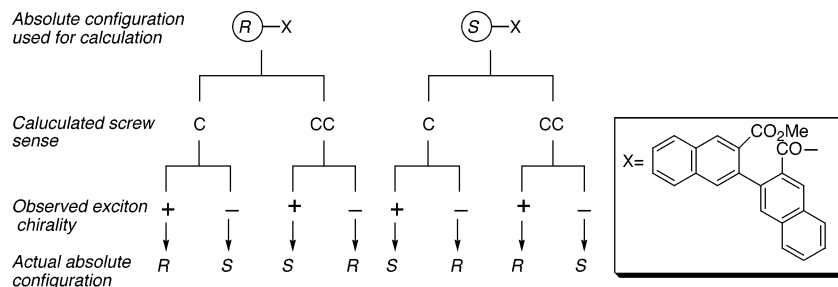 Absolute configuration
used for calculation
R X S X
Caluculated screw
sense
C CC C CC
X= CO2Me
CO
Observed exciton
chirality
+ – + – + – + –
Actual absolute
configuration
R S S R S R R S